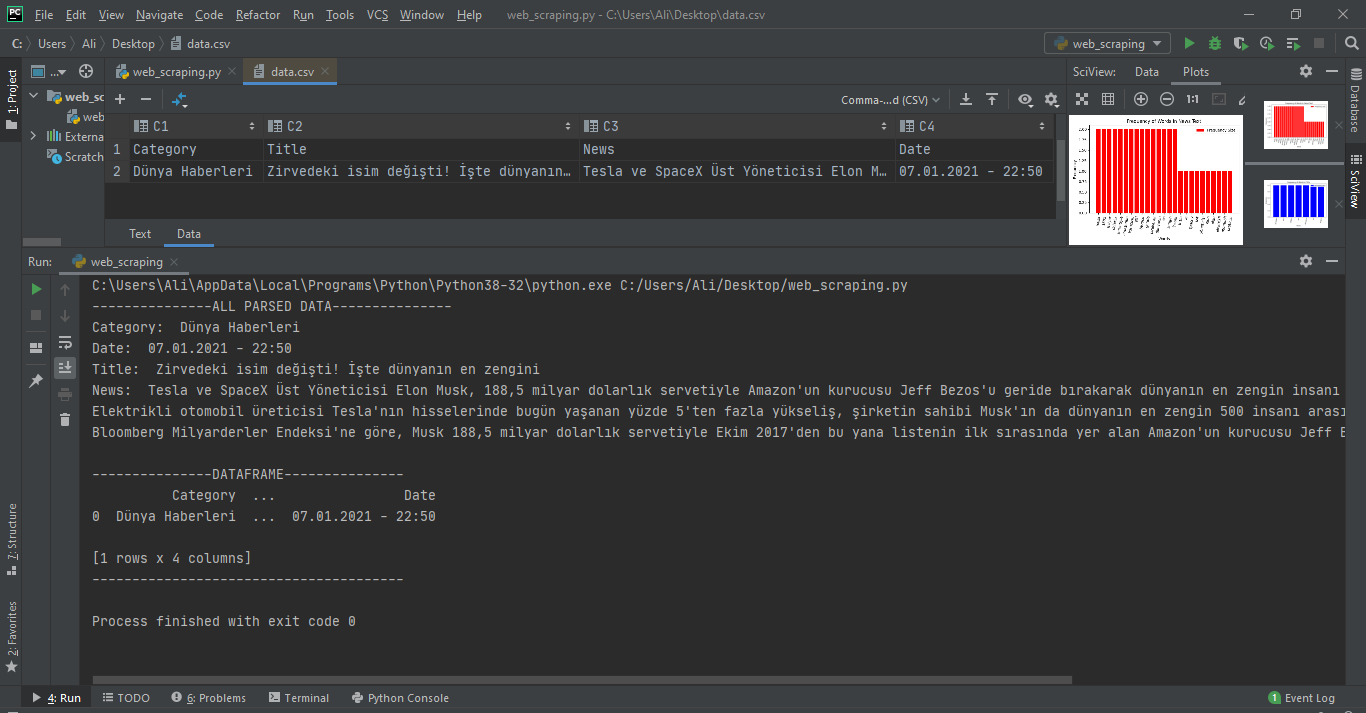 PC File Edit View Navigate Code Refactor Run Tools VCS Window Help web_scraping.py - C:\Users\Ali\Desktop\data.csv
C: Users Ali Desktop data.csv web_scraping
1: Project
...
web_sc
web
Externa
Scratch
web_scraping.py data.csv
Comma-...d (CSV)
C1 C2 C3 C4
1 Category Title News Date
2 Dünya Haberleri Zirvedeki isim değişti! İşte dünyanın… Tesla ve SpaceX Üst Yöneticisi Elon M… 07.01.2021 - 22:50
Text Data
SciView: Data Plots
1:1
Frequency of Words in News Text
Frequency Size
Frequency
Words
Database
SciView
Run: web_scraping
C:\Users\Ali\AppData\Local\Programs\Python\Python38-32\python.exe C:/Users/Ali/Desktop/web_scraping.py
---------------ALL PARSED DATA---------------
Category:  Dünya Haberleri
Date:  07.01.2021 - 22:50
Title:  Zirvedeki isim değişti! İşte dünyanın en zengini
News:  Tesla ve SpaceX Üst Yöneticisi Elon Musk, 188,5 milyar dolarlık servetiyle Amazon'un kurucusu Jeff Bezos'u geride bırakarak dünyanın en zengin insanı
Elektrikli otomobil üreticisi Tesla'nın hisselerinde bugün yaşanan yüzde 5'ten fazla yükseliş, şirketin sahibi Musk'ın da dünyanın en zengin 500 insanı arası
Bloomberg Milyarderler Endeksi'ne göre, Musk 188,5 milyar dolarlık servetiyle Ekim 2017'den bu yana listenin ilk sırasında yer alan Amazon'un kurucusu Jeff B
---------------DATAFRAME---------------
Category  ...                Date
0  Dünya Haberleri  ...  07.01.2021 - 22:50
[1 rows x 4 columns]
---------------------------------------
Process finished with exit code 0
7: Structure
2: Favorites
4: Run TODO 6: Problems Terminal Python Console 1 Event Log